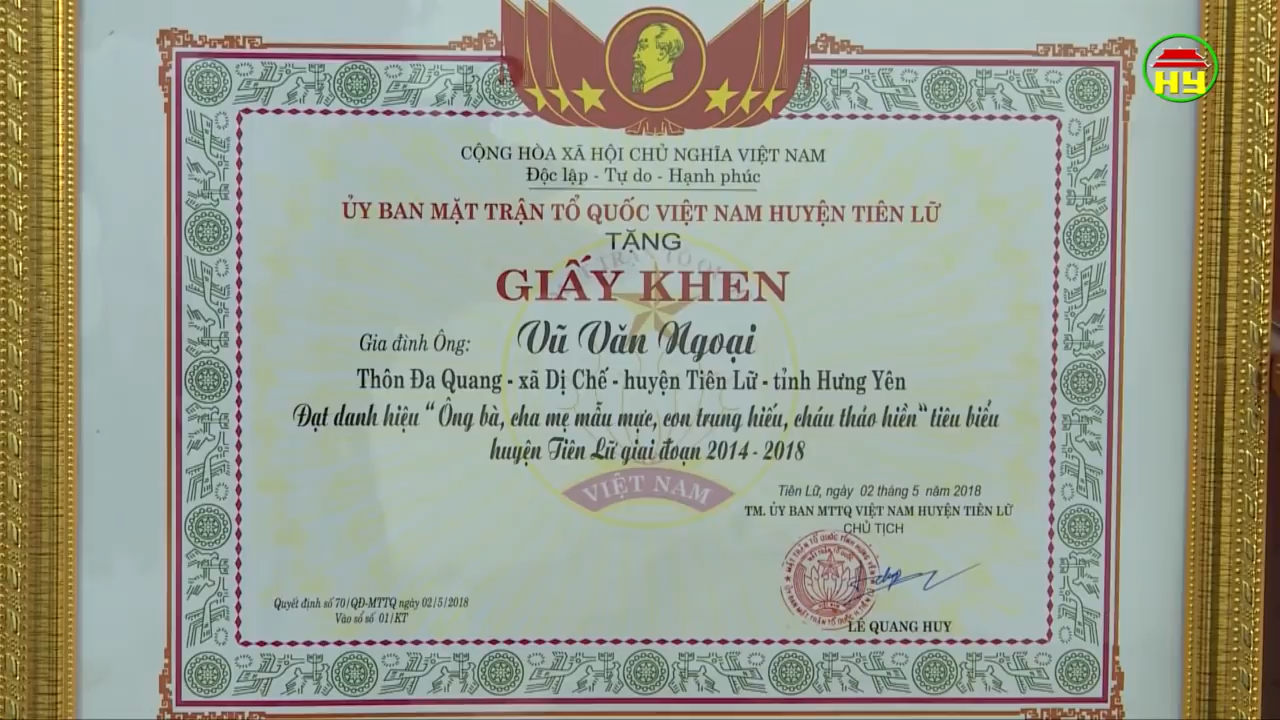 HY
CỘNG HÒA XÃ HỘI CHỦ NGHĨA VIỆT NAM
Độc lập - Tự do - Hạnh phúc
ỦY BAN MẶT TRẬN TỔ QUỐC VIỆT NAM HUYỆN TIÊN LỮ
TẶNG
GIẤY KHEN
Gia đình Ông: Vũ Văn Ngoại
Thôn Đa Quang - xã Dị Chế - huyện Tiên Lữ - tỉnh Hưng Yên
Đạt danh hiệu “ Ông bà, cha mẹ mẫu mực, con trung hiếu, cháu thảo hiền“ tiêu biểu
huyện Tiên Lữ giai đoạn 2014 - 2018
VIỆT NAM
Tiên Lữ, ngày 02 tháng 5 năm 2018
TM. ỦY BAN MTTQ VIỆT NAM HUYỆN TIÊN LỮ
CHỦ TỊCH
LÊ QUANG HUY
Quyết định số 70/QĐ-MTTQ ngày 02/5/2018
Vào sổ số 01/KT